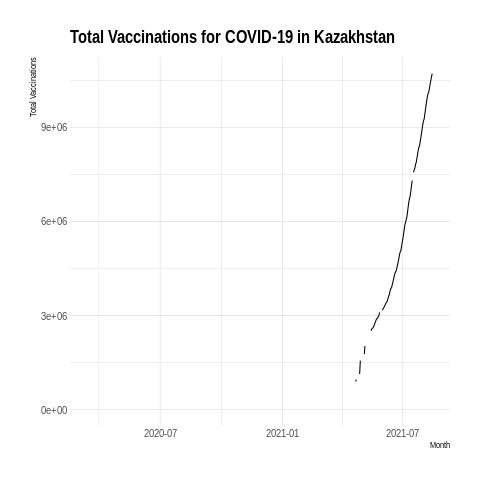 Total Vaccinations for COVID-19 in Kazakhstan
Total Vaccinations
9e+06
6e+06
3e+06
0e+00
2020-07
2021-01
2021-07
Month